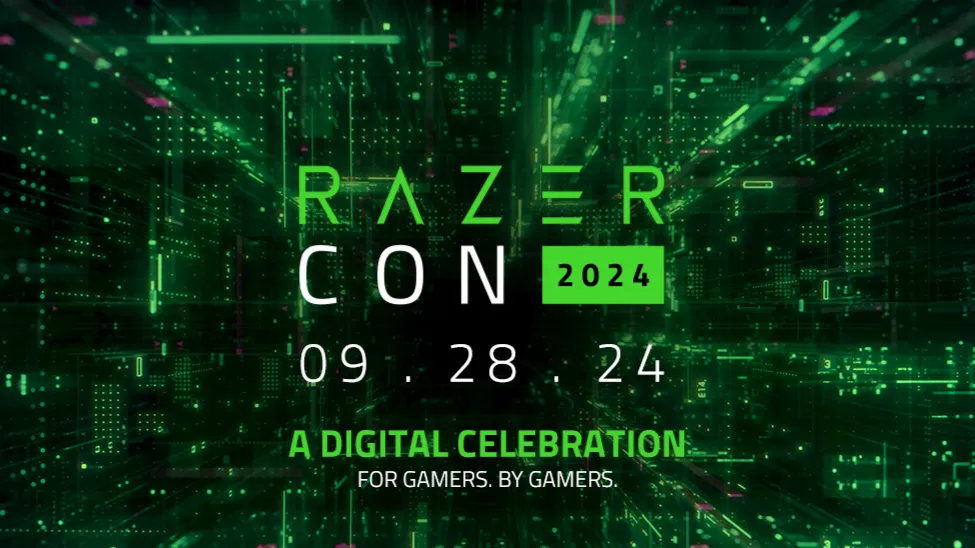 RAZER
CON 2024
09 . 28 . 24
A DIGITAL CELEBRATION
FOR GAMERS. BY GAMERS.